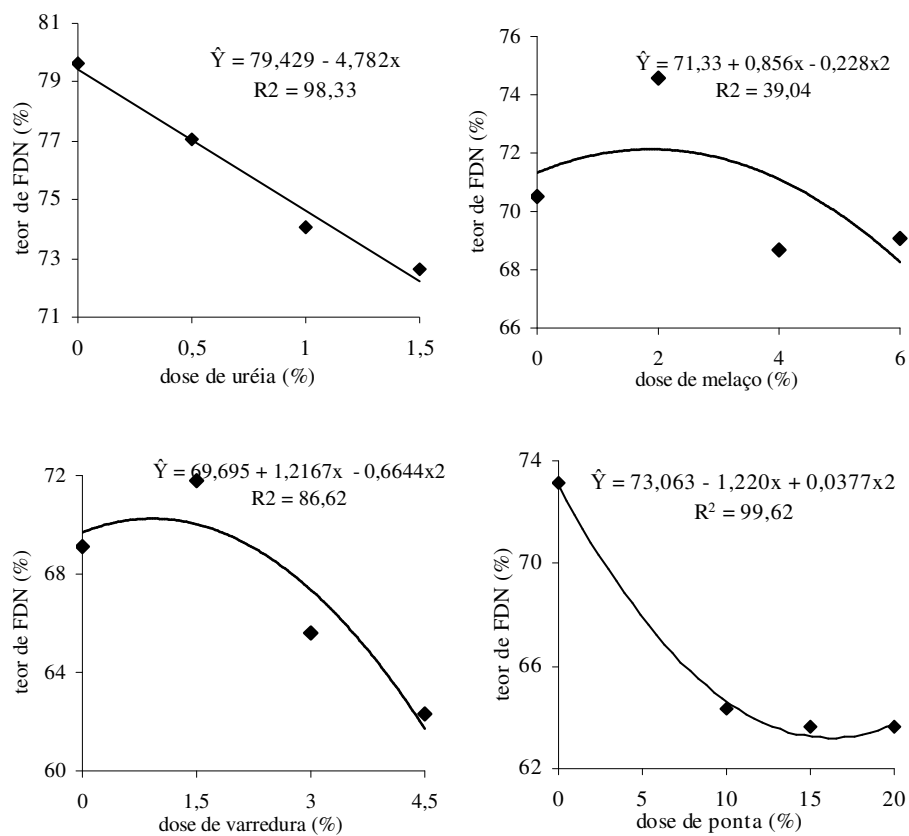 81
79
77
75
73
71
teor de FDN (%)
Ŷ = 79,429 - 4,782x
R2 = 98,33
0 0,5 1 1,5
dose de uréia (%)
76
74
72
70
68
66
teor de FDN (%)
Ŷ = 71,33 + 0,856x - 0,228x2
R2 = 39,04
0 2 4 6
dose de melaço (%)
72
68
64
60
teor de FDN (%)
Ŷ = 69,695 + 1,2167x - 0,6644x2
R2 = 86,62
0 1,5 3 4,5
dose de varredura (%)
74
70
66
62
teor de FDN (%)
Ŷ = 73,063 - 1,220x + 0,0377x2
R² = 99,62
0 5 10 15 20
dose de ponta (%)